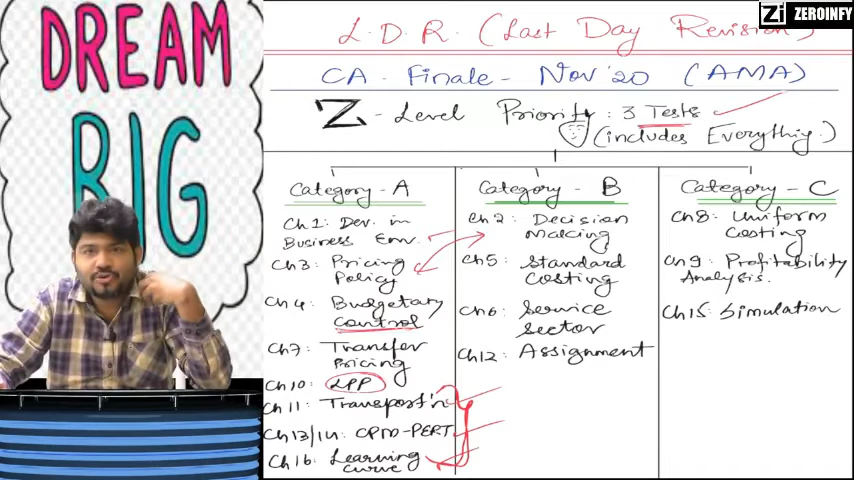 DREAM
BIG
Zi ZEROINFY
L.D.R. (Last Day Revision)
CA - Finale - Nov'20 (AMA)
Z - Level Priority : 3 Tests
(includes Everything.)
Category - A
Ch1: Dev. in
Business Env.
Ch3: Pricing
Policy
Ch4: Budgetary
Control
Ch7: Transfer
Pricing
Ch10: LPP
Ch11: Transport'n
Ch13/14: CPM-PERT
Ch16: Learning
curve
Category - B
Ch2: Decision
Making
Ch5: Standard
Costing
Ch6: Service
Sector
Ch12: Assignment
Category - C
Ch8: Uniform
Costing
Ch9: Profitability
Analysis.
Ch15: Simulation